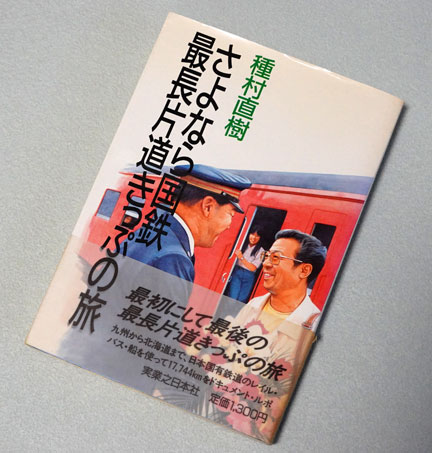 種村直樹
さよなら国鉄
最長片道きっぷの旅
最初にして最後の
最長片道きっぷの旅
九州から北海道まで、日本国有鉄道のレイル・
バス・船を使って17,744kmをドキュメント・ルポ
実業之日本社 定価1,300円